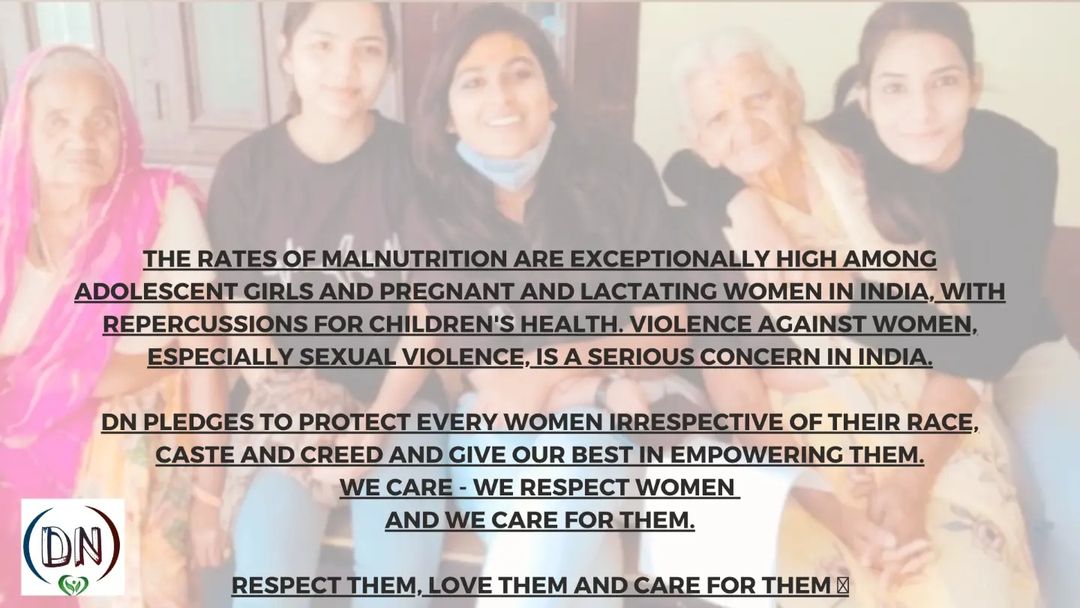 THE RATES OF MALNUTRITION ARE EXCEPTIONALLY HIGH AMONG
ADOLESCENT GIRLS AND PREGNANT AND LACTATING WOMEN IN INDIA, WITH
REPERCUSSIONS FOR CHILDREN'S HEALTH. VIOLENCE AGAINST WOMEN,
ESPECIALLY SEXUAL VIOLENCE, IS A SERIOUS CONCERN IN INDIA.
DN PLEDGES TO PROTECT EVERY WOMEN IRRESPECTIVE OF THEIR RACE,
CASTE AND CREED AND GIVE OUR BEST IN EMPOWERING THEM.
WE CARE - WE RESPECT WOMEN
AND WE CARE FOR THEM.
(DN)
RESPECT THEM, LOVE THEM AND CARE FOR THEM